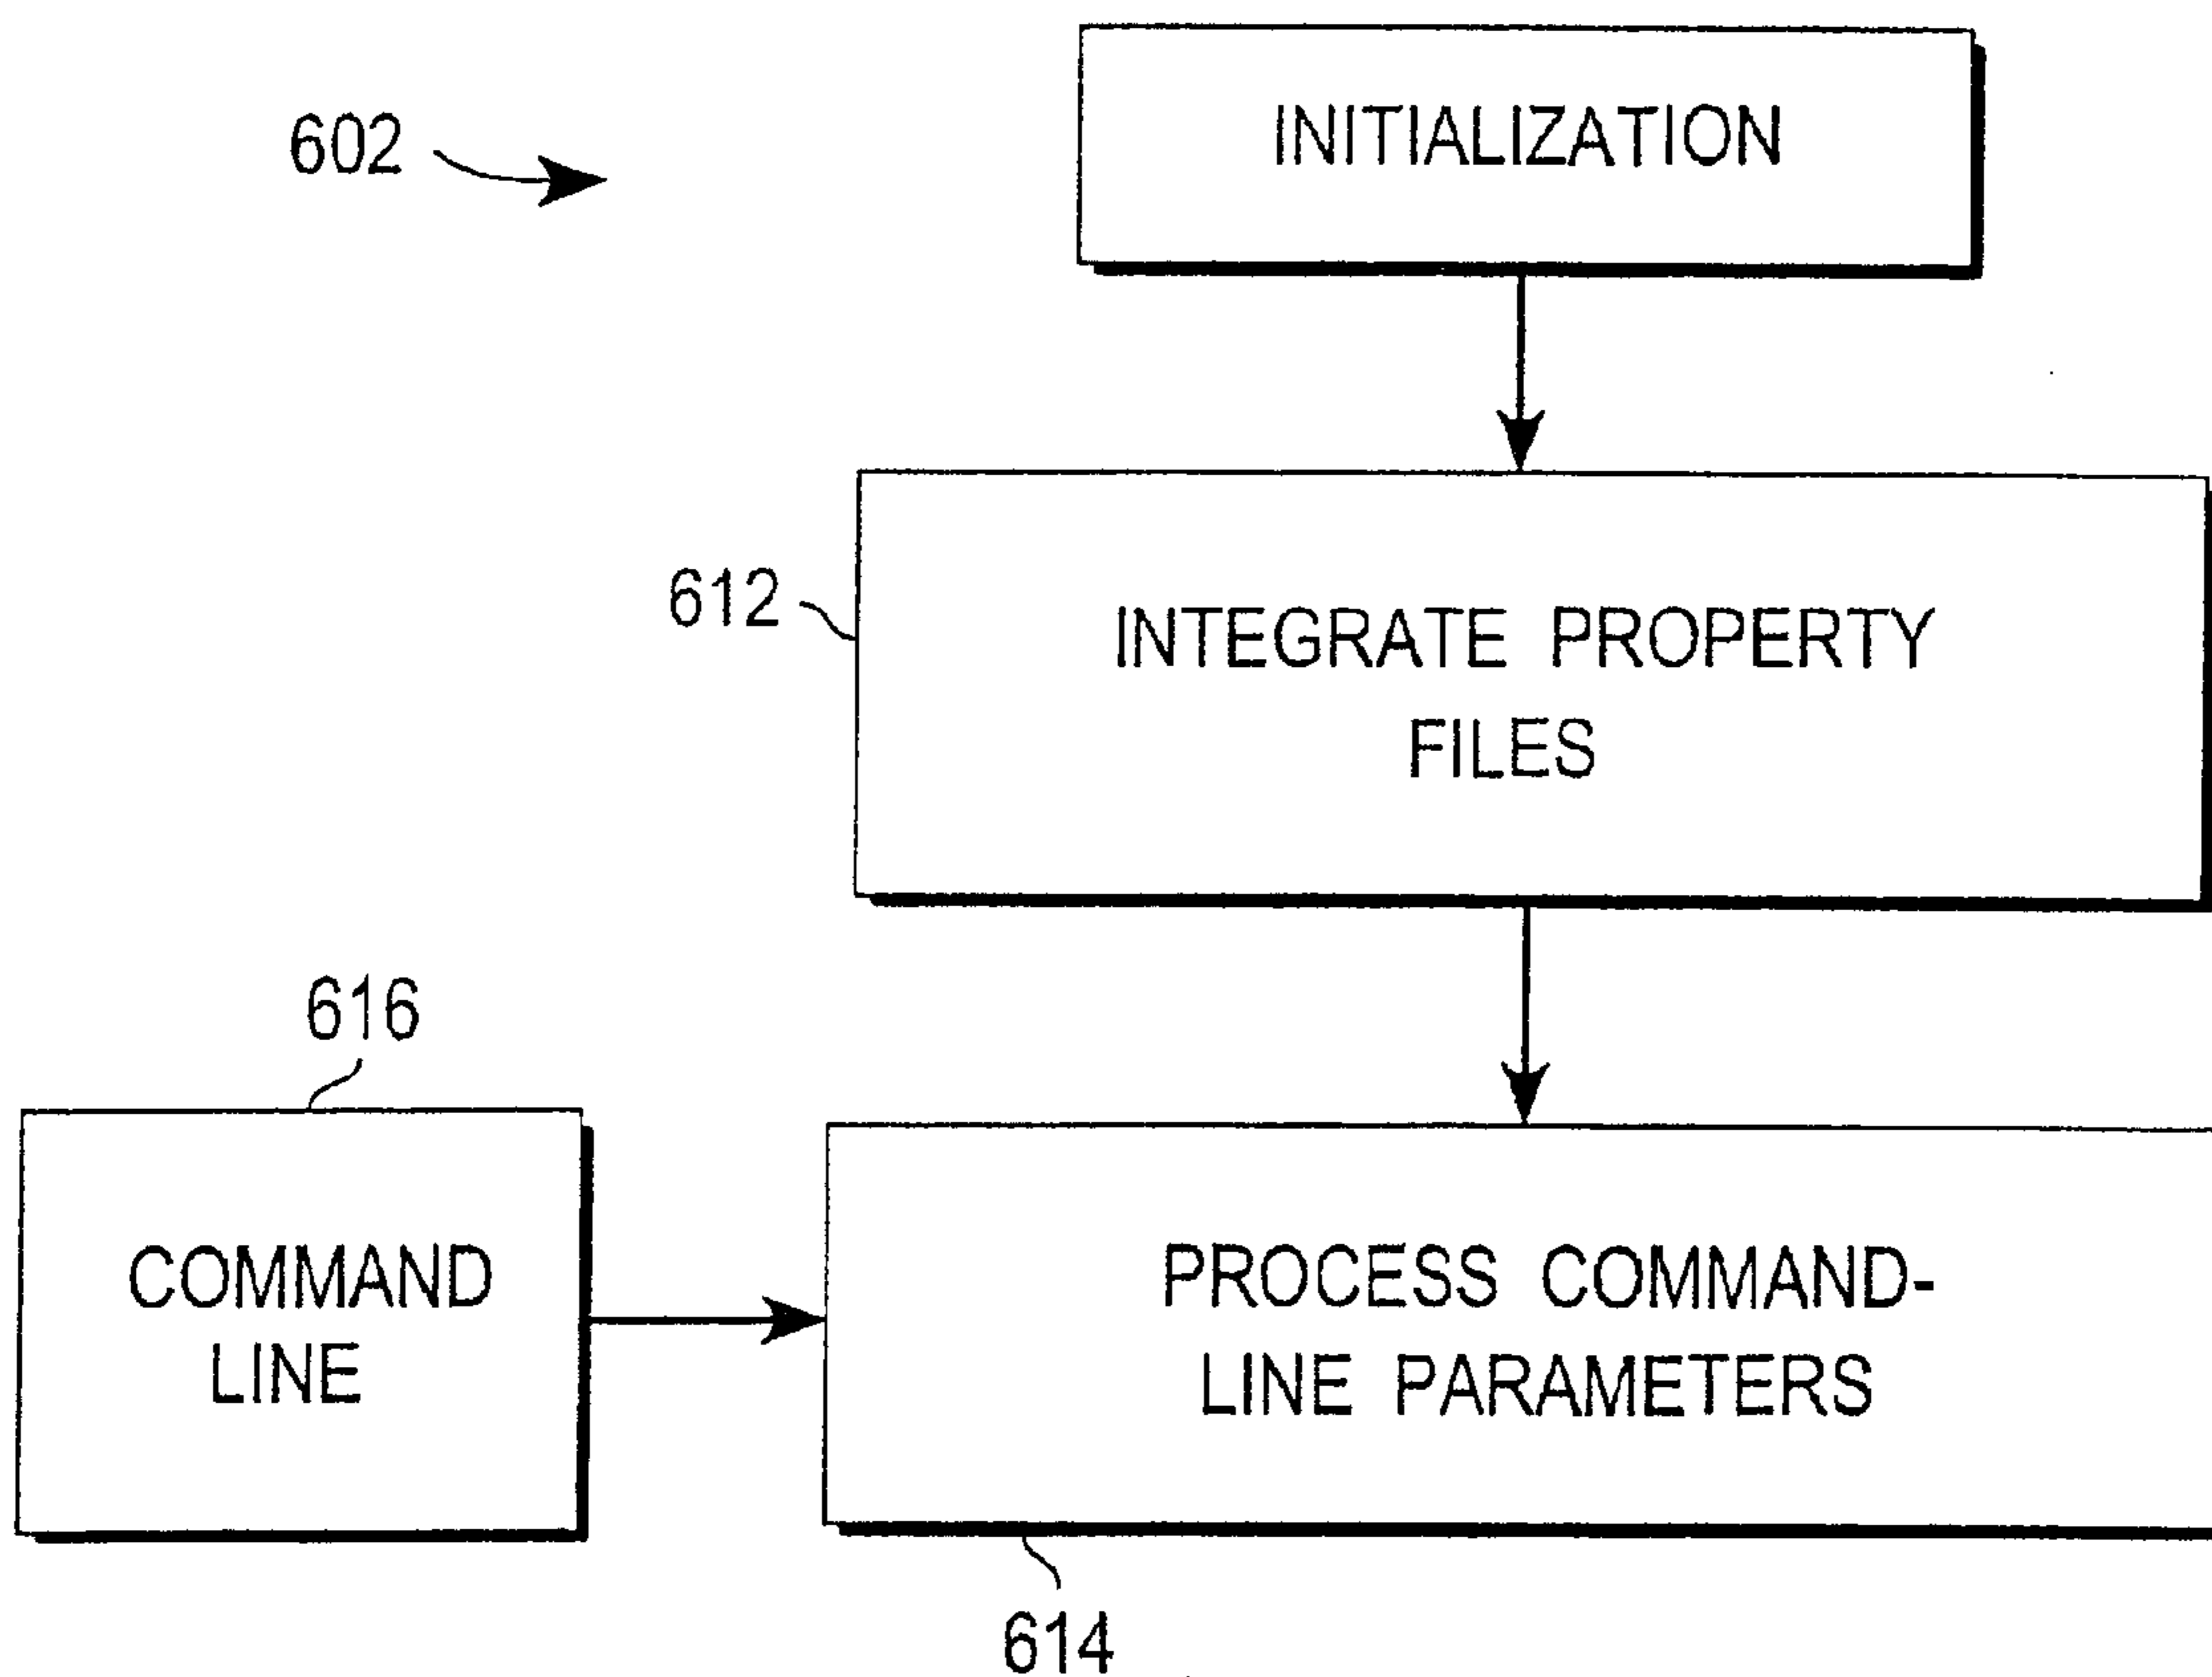 602
INITIALIZATION
612
INTEGRATE PROPERTY
FILES
616
COMMAND
LINE
PROCESS COMMAND-
LINE PARAMETERS
614